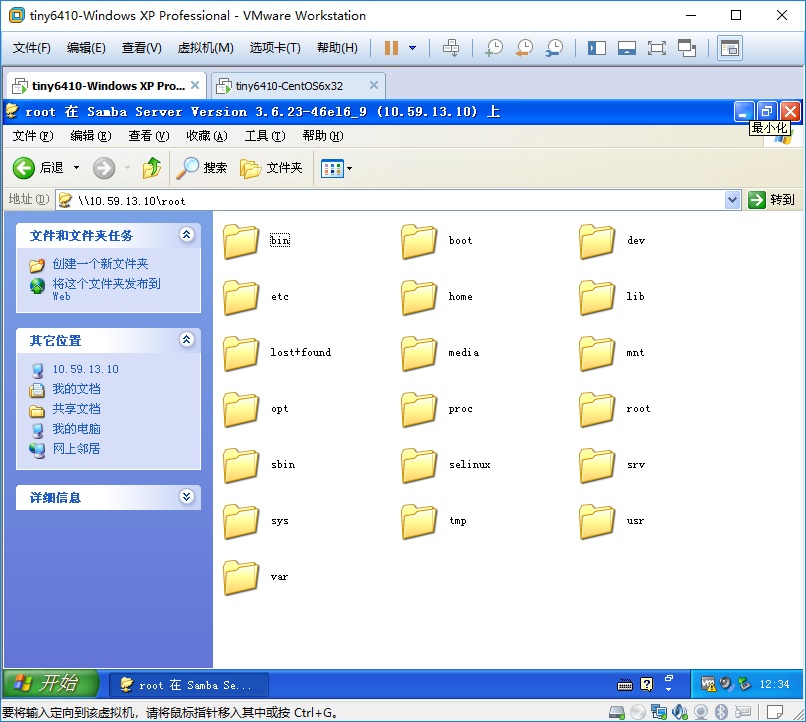 tiny6410-Windows XP Professional - VMware Workstation
文件(F) 编辑(E) 查看(V) 虚拟机(M) 选项卡(T) 帮助(H)
tiny6410-Windows XP Pro... tiny6410-CentOS6x32
root 在 Samba Server Version 3.6.23-46el6_9 (10.59.13.10) 上
最小化
文件(F) 编辑(E) 查看(V) 收藏(A) 工具(T) 帮助(H)
后退 搜索 文件夹
地址(D) \\10.59.13.10\root 转到
文件和文件夹任务
创建一个新文件夹
将这个文件夹发布到
Web
其它位置
10.59.13.10
我的文档
共享文档
我的电脑
网上邻居
详细信息
bin boot dev
etc home lib
lost+found media mnt
opt proc root
sbin selinux srv
sys tmp usr
var
开始 root 在 Samba Se... 12:34
要将输入定向到该虚拟机，请将鼠标指针移入其中或按 Ctrl+G。